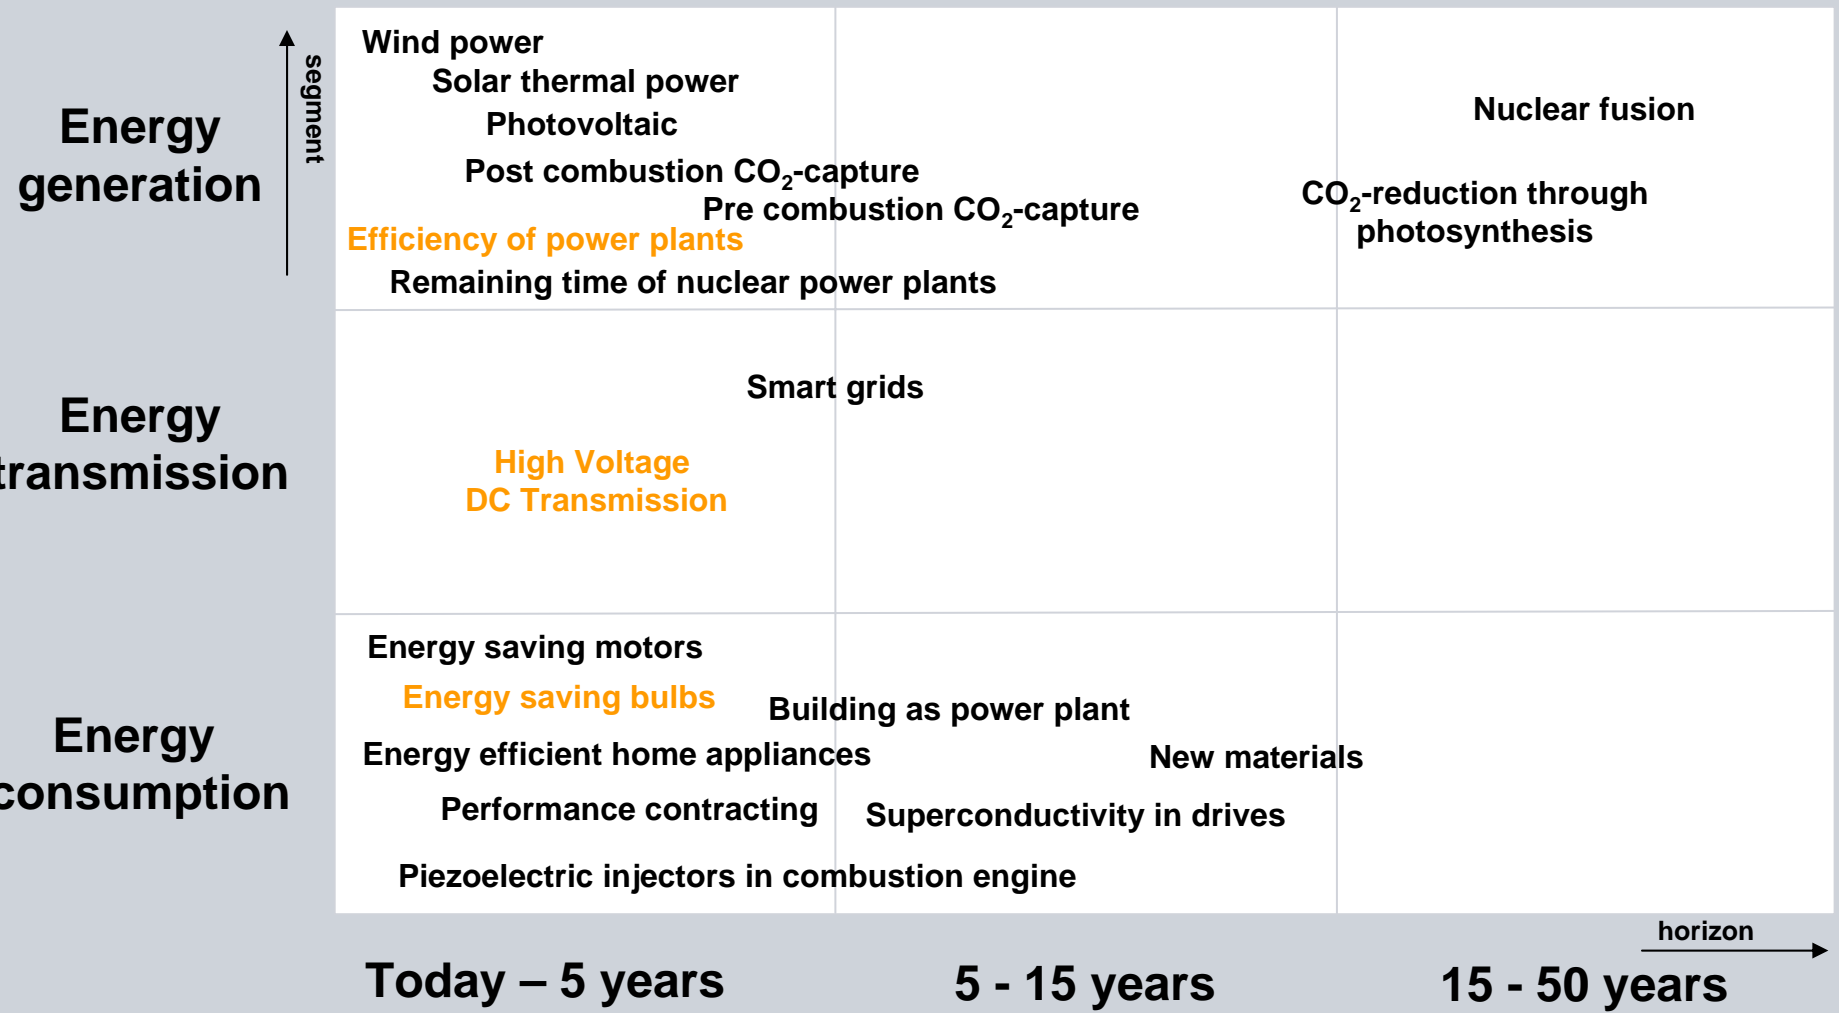 segment
Energy
generation
Wind power
Solar thermal power
Photovoltaic
Post combustion CO₂-capture
Pre combustion CO₂-capture
Efficiency of power plants
Remaining time of nuclear power plants
Nuclear fusion
CO₂-reduction through
photosynthesis
Energy
transmission
Smart grids
High Voltage
DC Transmission
Energy
consumption
Energy saving motors
Energy saving bulbs
Building as power plant
Energy efficient home appliances
New materials
Performance contracting
Superconductivity in drives
Piezoelectric injectors in combustion engine
horizon
Today – 5 years
5 - 15 years
15 - 50 years